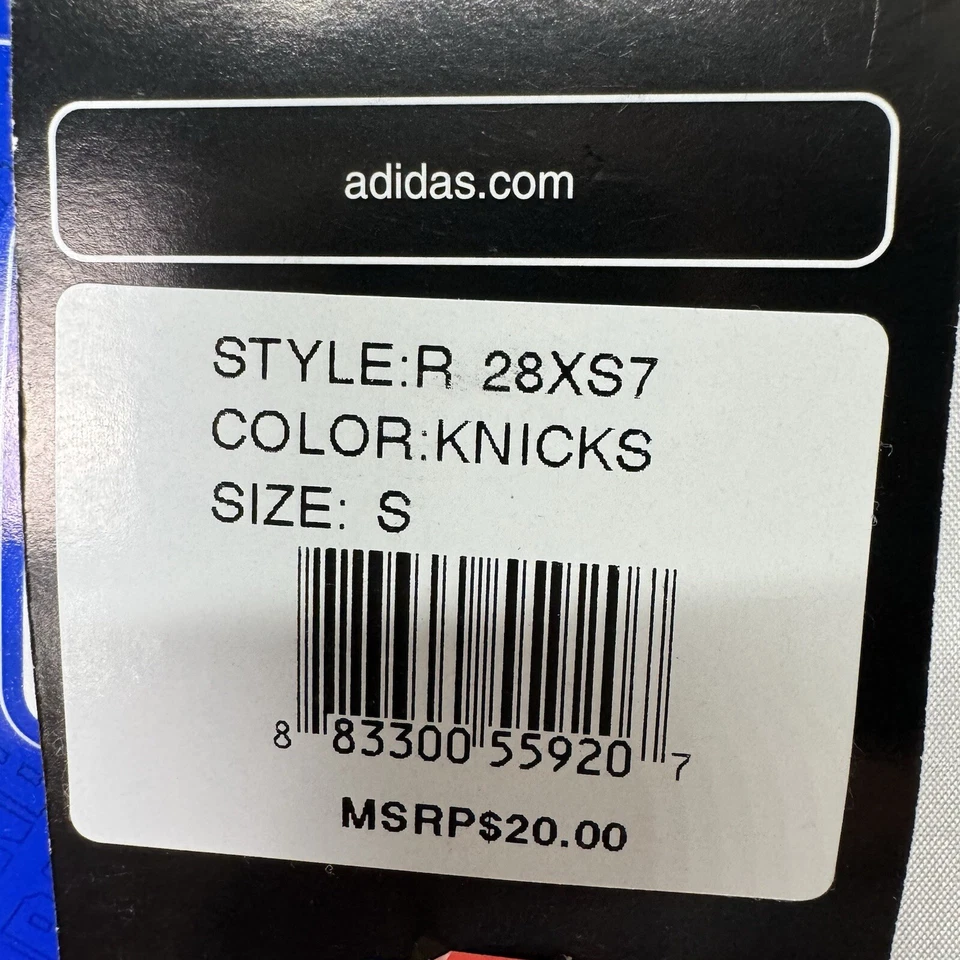 adidas.com
STYLE:R 28XS7
COLOR:KNICKS
SIZE: S
8 83300 55920 7
MSRP$20.00